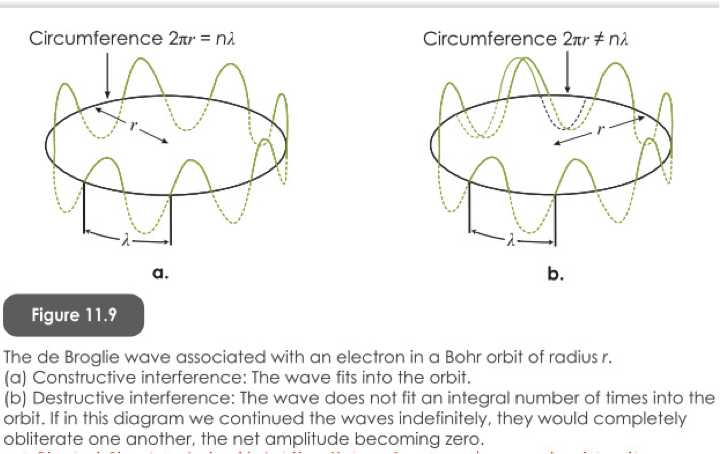 Circumference 2πr = nλ
Circumference 2πr ≠ nλ
r
r
λ
λ
a.
b.
Figure 11.9
The de Broglie wave associated with an electron in a Bohr orbit of radius r.
(a) Constructive interference: The wave fits into the orbit.
(b) Destructive interference: The wave does not fit an integral number of times into the
orbit. If in this diagram we continued the waves indefinitely, they would completely
obliterate one another, the net amplitude becoming zero.